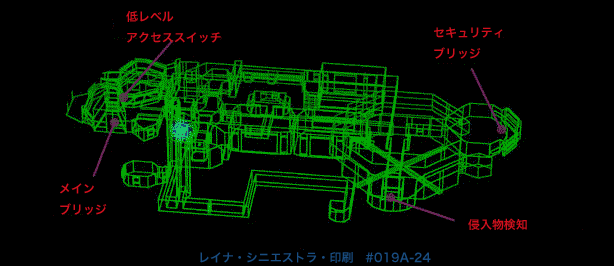 低レベル
アクセススイッチ
セキュリティ
ブリッジ
メイン
ブリッジ
侵入物検知
レイナ・シニエストラ・印刷　#019A-24